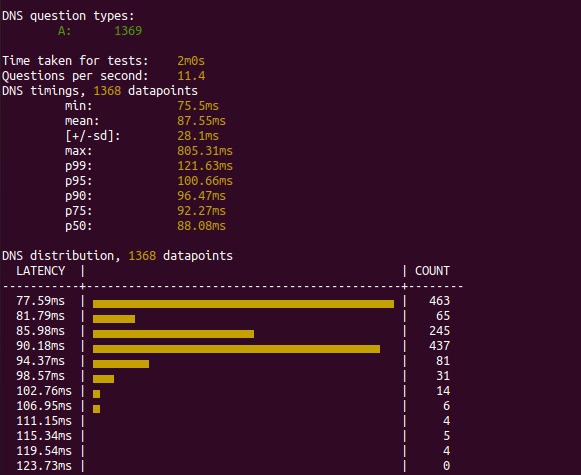 DNS question types:
A: 1369
Time taken for tests: 2m0s
Questions per second: 11.4
DNS timings, 1368 datapoints
min: 75.5ms
mean: 87.55ms
[+/-sd]: 28.1ms
max: 805.31ms
p99: 121.63ms
p95: 100.66ms
p90: 96.47ms
p75: 92.27ms
p50: 88.08ms
DNS distribution, 1368 datapoints
LATENCY | | COUNT
-----------+---------------------------------------------+--------
77.59ms | | 463
81.79ms | | 65
85.98ms | | 245
90.18ms | | 437
94.37ms | | 81
98.57ms | | 31
102.76ms | | 14
106.95ms | | 6
111.15ms | | 4
115.34ms | | 5
119.54ms | | 4
123.73ms | | 0